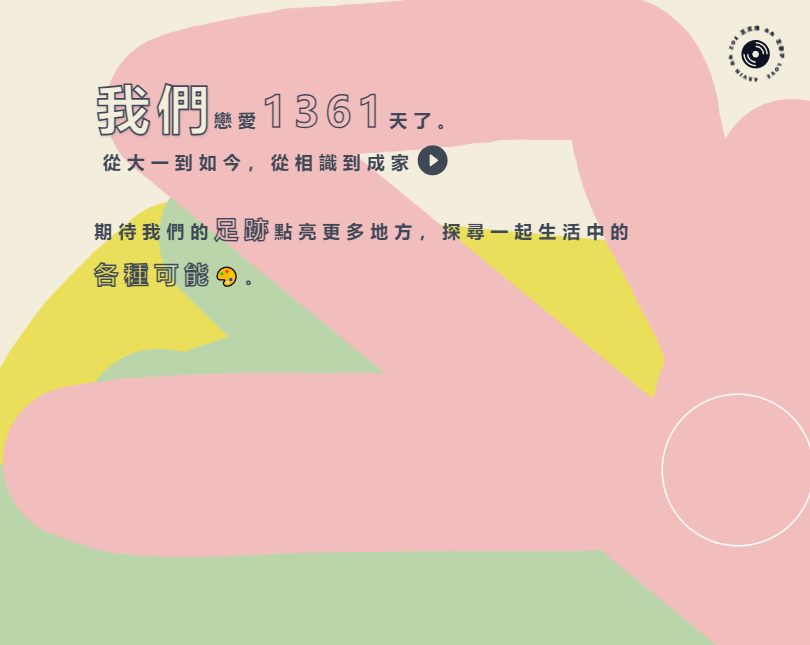 我們戀愛1361天了。
從大一到如今, 從相識到成家
期待我們的足跡點亮更多地方, 探尋一起生活中的
各種可能🎨。